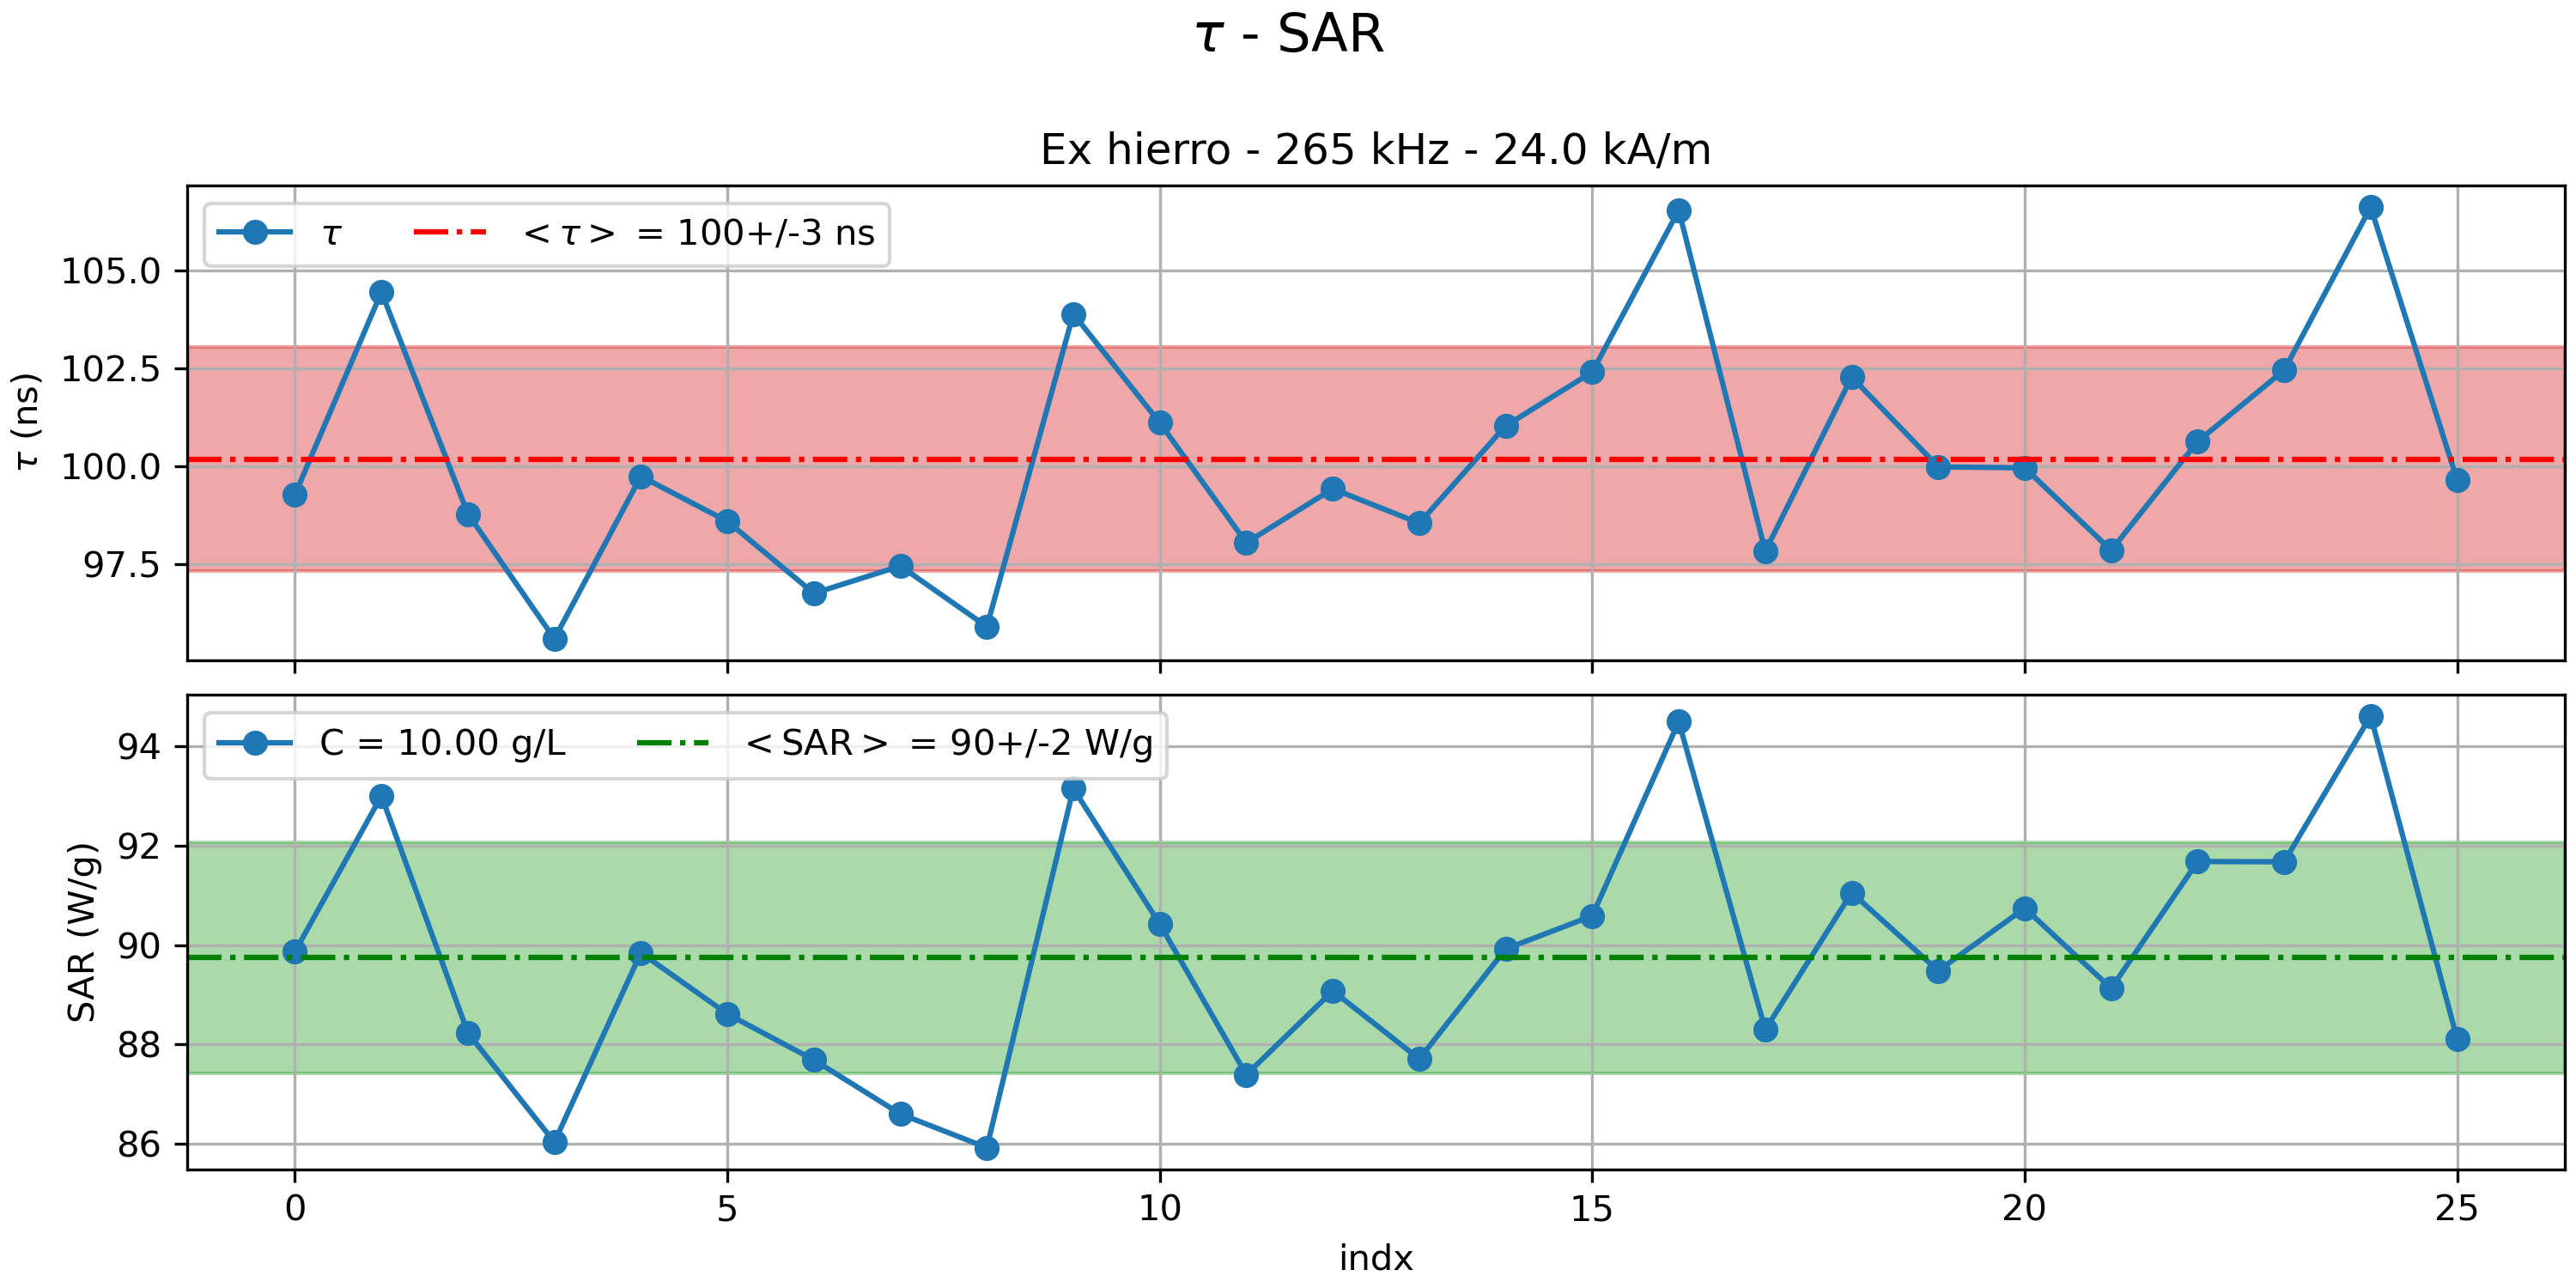 τ - SAR
Ex hierro - 265 kHz - 24.0 kA/m
τ <τ> = 100+/-3 ns
105.0
102.5
100.0
97.5
τ (ns)
C = 10.00 g/L <SAR> = 90+/-2 W/g
94
92
90
88
86
SAR (W/g)
0 5 10 15 20 25
indx